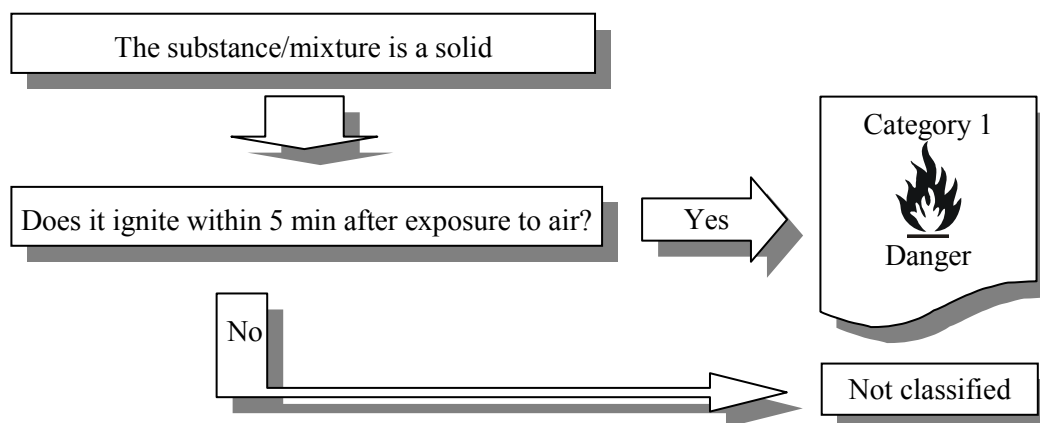 The substance/mixture is a solid
Category 1
Does it ignite within 5 min after exposure to air?
Yes
Danger
No
Not classified